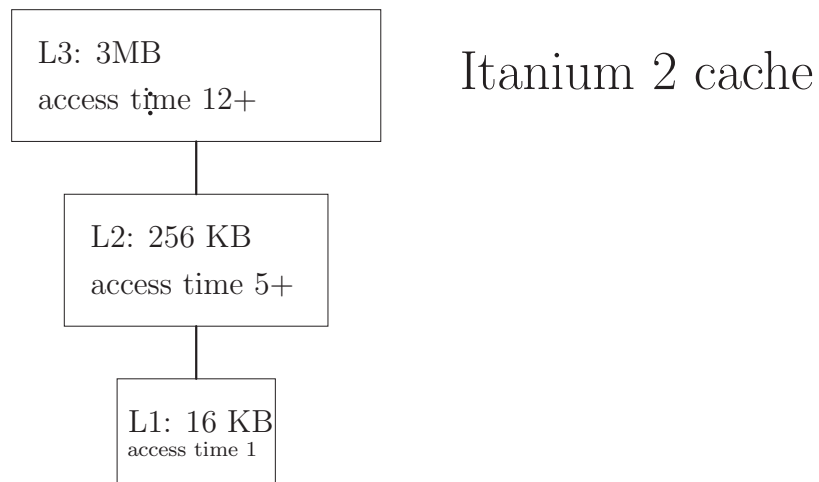 L3: 3MB
access time 12+
Itanium 2 cache
L2: 256 KB
access time 5+
L1: 16 KB
access time 1